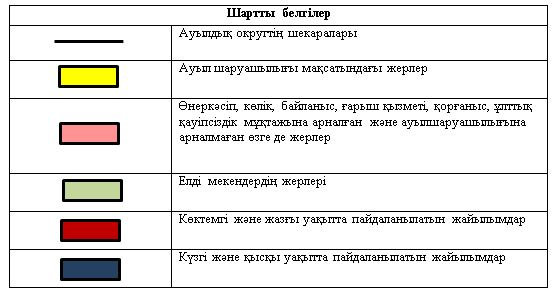 Шартты белгілер
Ауылдық округтің шекаралары
Ауыл шаруашылығы мақсатындағы жерлер
Өнеркәсіп, көлік, байланыс, ғарыш қызметі, қорғаныс, ұлттық
қауіпсіздік мұқтажына арналған және ауылшаруашылығына
арналмаған өзге де жерлер
Елді мекендердің жерлері
Көктемгі және жазғы уақытта пайдаланылатын жайылымдар
Күзгі және қысқы уақытта пайдаланылатын жайылымдар